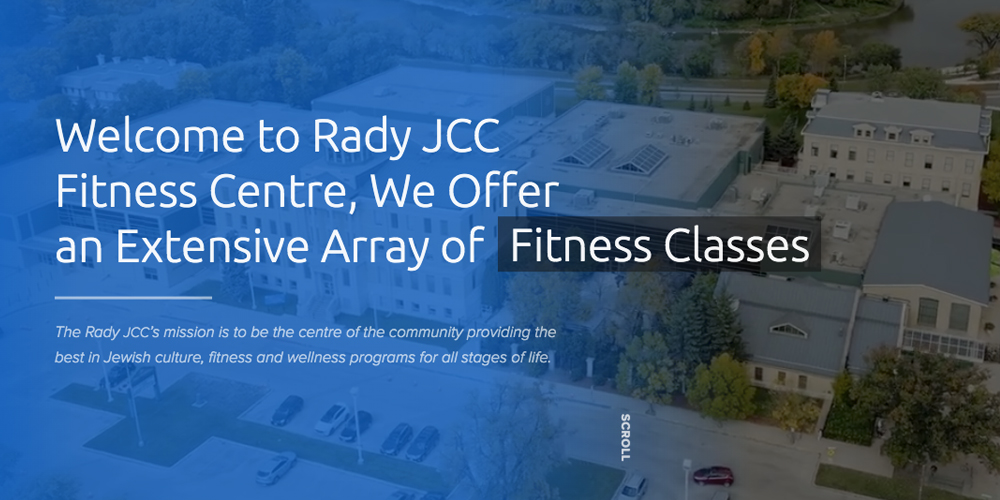 Welcome to Rady JCC
Fitness Centre, We Offer
an Extensive Array of Fitness Classes
The Rady JCC's mission is to be the centre of the community providing the
best in Jewish culture, fitness and wellness programs for all stages of life.
SCROLL